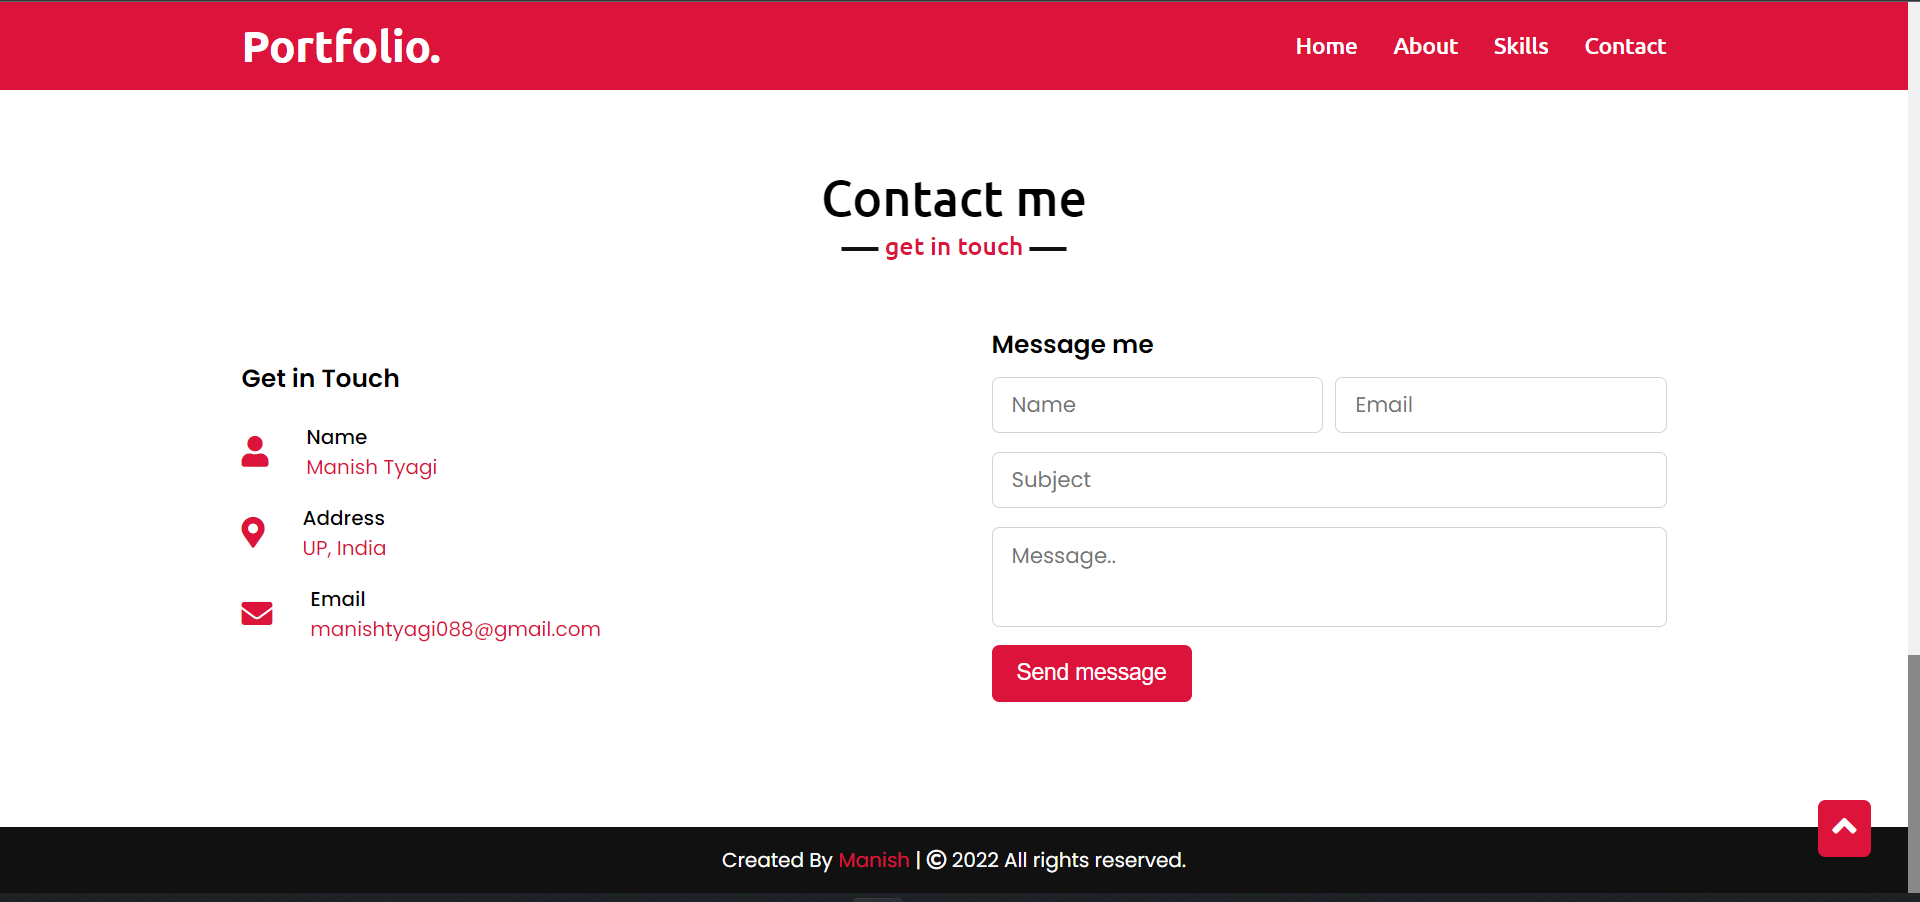 Portfolio.
Home About Skills Contact
Contact me
get in touch
Get in Touch
Name
Manish Tyagi
Address
UP, India
Email
manishtyagi088@gmail.com
Message me
Name Email
Subject
Message..
Send message
Created By Manish | © 2022 All rights reserved.